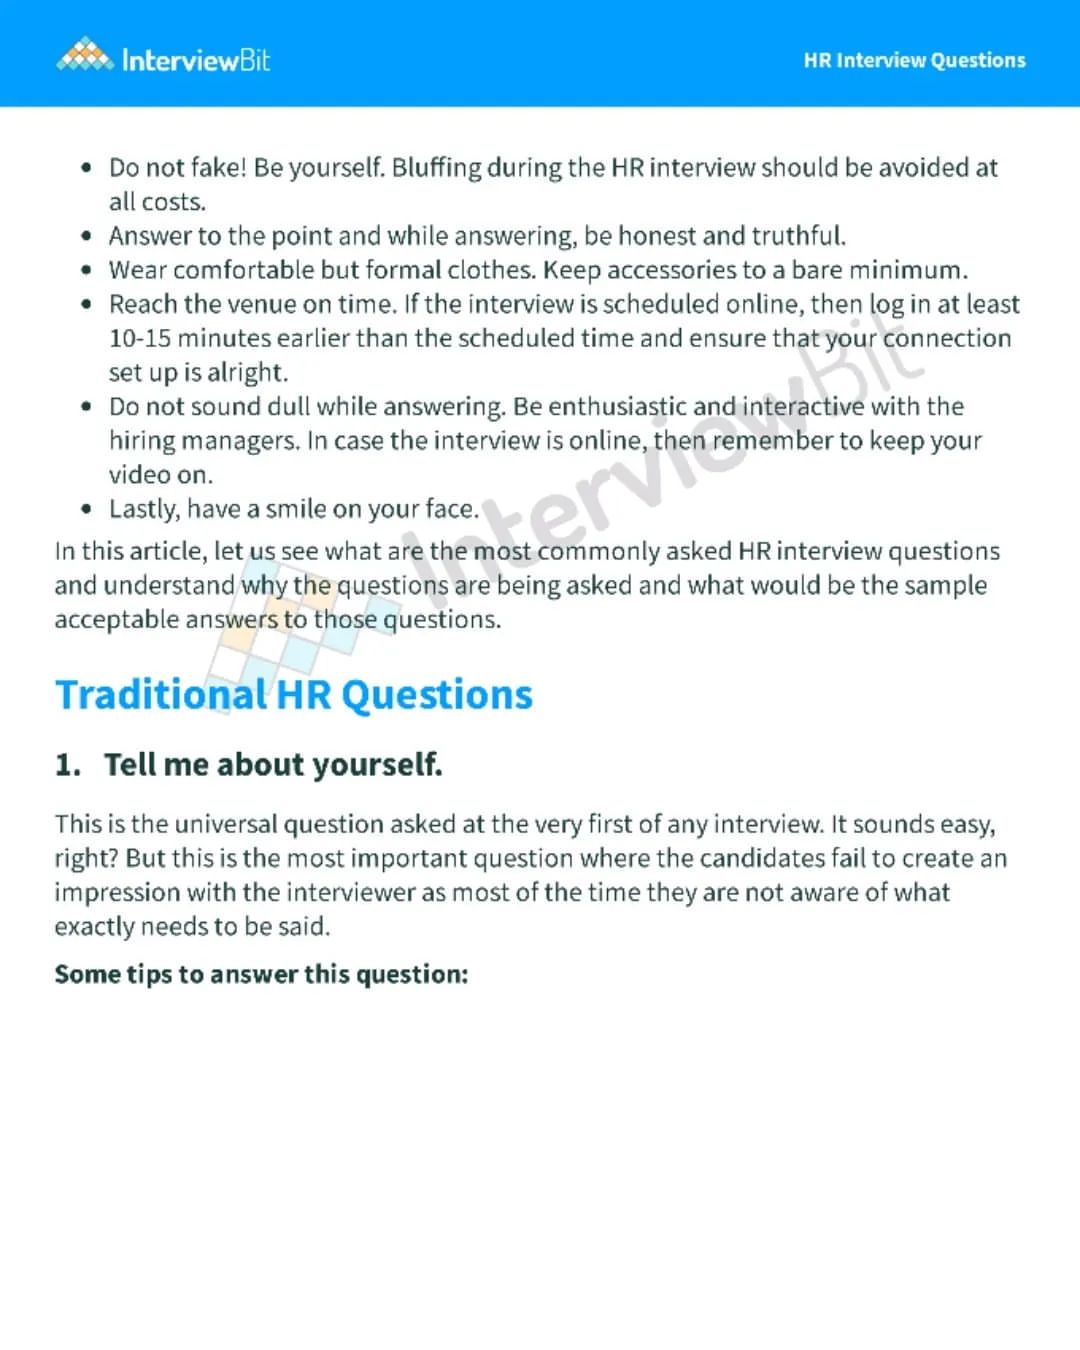 InterviewBit
HR Interview Questions
• Do not fake! Be yourself. Bluffing during the HR interview should be avoided at
all costs.
• Answer to the point and while answering, be honest and truthful.
• Wear comfortable but formal clothes. Keep accessories to a bare minimum.
• Reach the venue on time. If the interview is scheduled online, then log in at least
10-15 minutes earlier than the scheduled time and ensure that your connection
set up is alright.
• Do not sound dull while answering. Be enthusiastic and interactive with the
hiring managers. In case the interview is online, then remember to keep your
video on.
• Lastly, have a smile on your face.
InterviewBit
In this article, let us see what are the most commonly asked HR interview questions
and understand why the questions are being asked and what would be the sample
acceptable answers to those questions.
Traditional HR Questions
1. Tell me about yourself.
This is the universal question asked at the very first of any interview. It sounds easy,
right? But this is the most important question where the candidates fail to create an
impression with the interviewer as most of the time they are not aware of what
exactly needs to be said.
Some tips to answer this question: